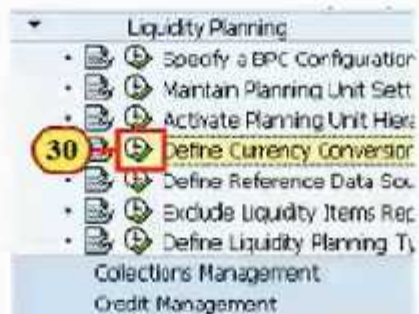 Liquidity Planning
Specify a BPC Configuration
Maintain Planning Unit Sett
Activate Planning Unit Hiera
30 Define Currency Conversion
Define Reference Data Sou
Exclude Liquidity Items Rep
Define Liquidity Planning Ty
Collections Management
Credit Management